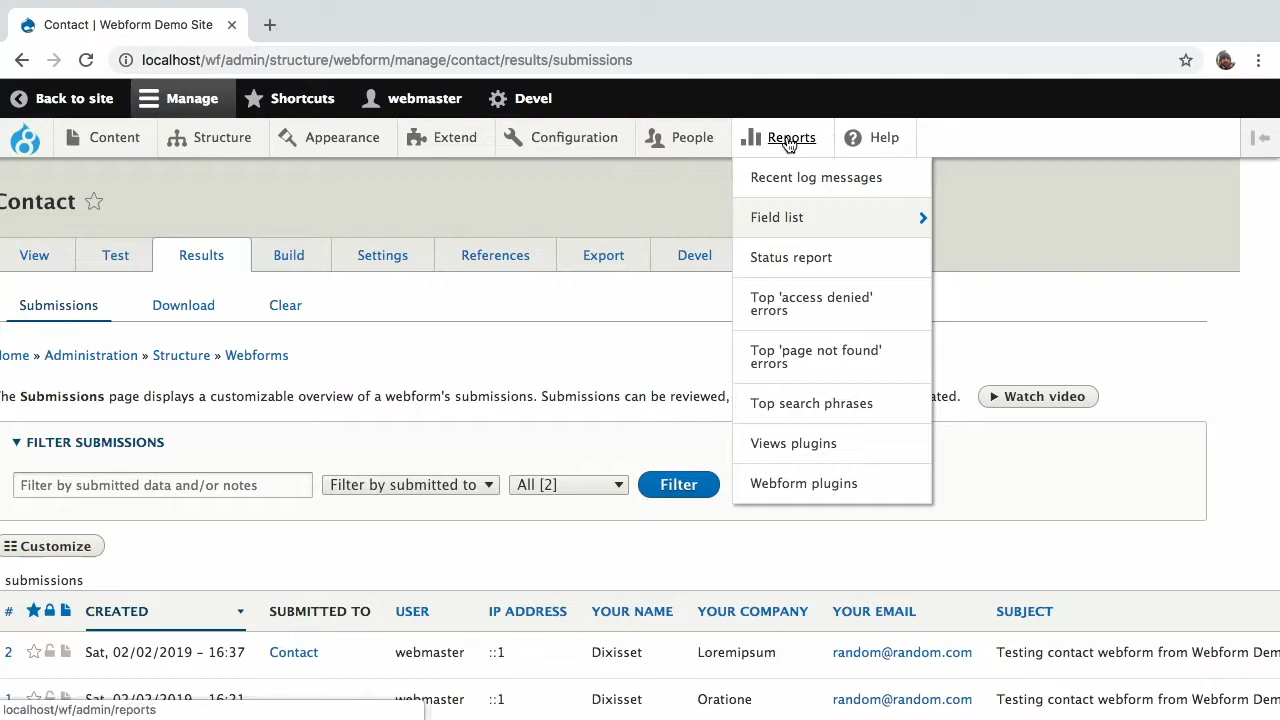 Contact | Webform Demo Site
localhost/wf/admin/structure/webform/manage/contact/results/submissions
Back to site Manage Shortcuts webmaster Devel
Content Structure Appearance Extend Configuration People Reports Help
Recent log messages
Field list
Status report
Top 'access denied'
errors
Top 'page not found'
errors
Top search phrases
Views plugins
Webform plugins
Contact
View Test Results Build Settings References Export Devel
Submissions Download Clear
ome » Administration » Structure » Webforms
he Submissions page displays a customizable overview of a webform's submissions. Submissions can be reviewed, ated. Watch video
FILTER SUBMISSIONS
Filter by submitted data and/or notes Filter by submitted to All [2] Filter
Customize
submissions
# CREATED SUBMITTED TO USER IP ADDRESS YOUR NAME YOUR COMPANY YOUR EMAIL SUBJECT
2 Sat, 02/02/2019 - 16:37 Contact webmaster ::1 Dixisset Loremipsum random@random.com Testing contact webform from Webform Dem
1 Sat, 02/02/2019 - 16:21 webmaster ::1 Dixisset Oratione random@random.com Testing contact webform from Webform Dem
localhost/wf/admin/reports